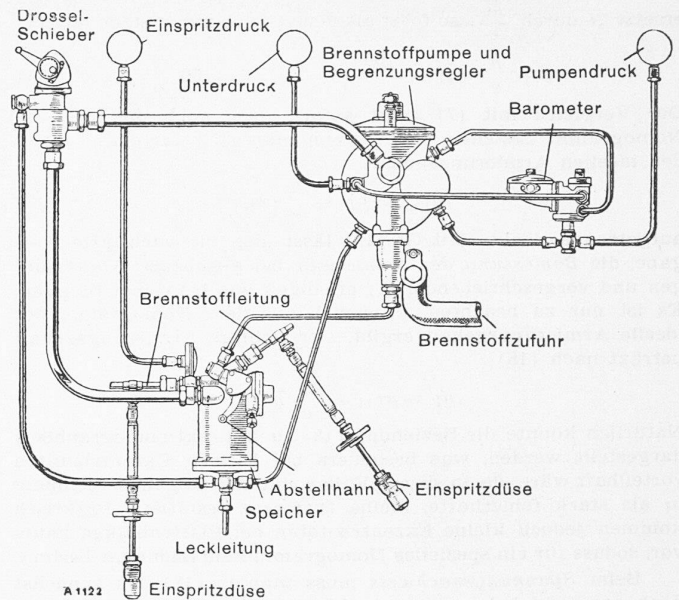 Drossel-
Schieber
Einspritzdruck
Unterdruck
Brennstoffpumpe und
Begrenzungsregler
Pumpendruck
Barometer
Brennstoffleitung
Brennstoffzufuhr
Abstellhahn
Speicher
Einspritzdüse
Leckleitung
A 1122
Einspritzdüse